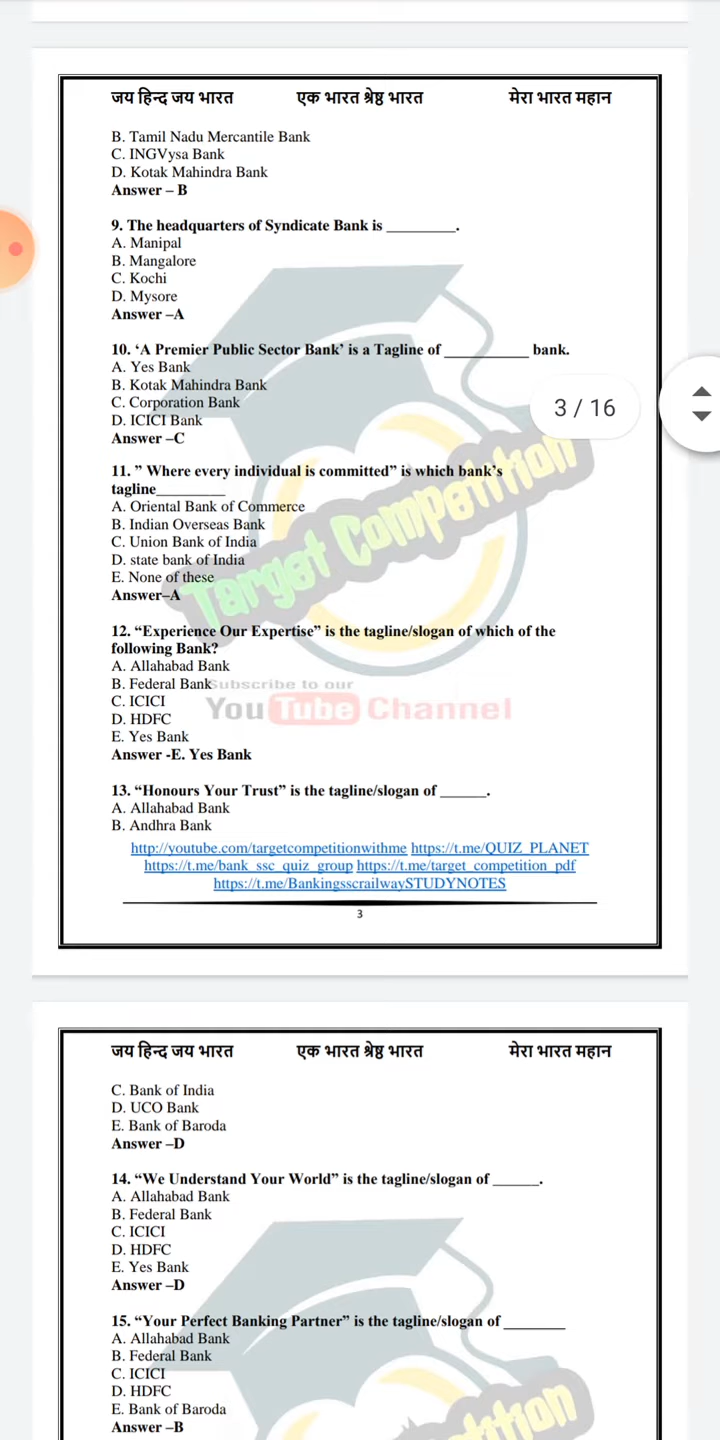 जय हिन्द जय भारत एक भारत श्रेष्ठ भारत मेरा भारत महान
B. Tamil Nadu Mercantile Bank
C. INGVysa Bank
D. Kotak Mahindra Bank
Answer – B
9. The headquarters of Syndicate Bank is _________.
A. Manipal
B. Mangalore
C. Kochi
D. Mysore
Answer –A
10. ‘A Premier Public Sector Bank’ is a Tagline of ___________ bank.
A. Yes Bank
B. Kotak Mahindra Bank
C. Corporation Bank
D. ICICI Bank
Answer –C
3 / 16
11. ” Where every individual is committed” is which bank’s
tagline_________
A. Oriental Bank of Commerce
B. Indian Overseas Bank
C. Union Bank of India
D. state bank of India
E. None of these
Answer–A
Target Competition
12. “Experience Our Expertise” is the tagline/slogan of which of the
following Bank?
A. Allahabad Bank
B. Federal Bank
Subscribe to our
C. ICICI
YouTube Channel
D. HDFC
E. Yes Bank
Answer -E. Yes Bank
13. “Honours Your Trust” is the tagline/slogan of ______.
A. Allahabad Bank
B. Andhra Bank
http://youtube.com/targetcompetitionwithme https://t.me/QUIZ_PLANET
https://t.me/bank_ssc_quiz_group https://t.me/target_competition_pdf
https://t.me/BankingsscrailwaySTUDYNOTES
3
जय हिन्द जय भारत एक भारत श्रेष्ठ भारत मेरा भारत महान
C. Bank of India
D. UCO Bank
E. Bank of Baroda
Answer –D
14. “We Understand Your World” is the tagline/slogan of ______.
A. Allahabad Bank
B. Federal Bank
C. ICICI
D. HDFC
E. Yes Bank
Answer –D
15. “Your Perfect Banking Partner” is the tagline/slogan of ________
A. Allahabad Bank
B. Federal Bank
C. ICICI
D. HDFC
E. Bank of Baroda
Answer –B